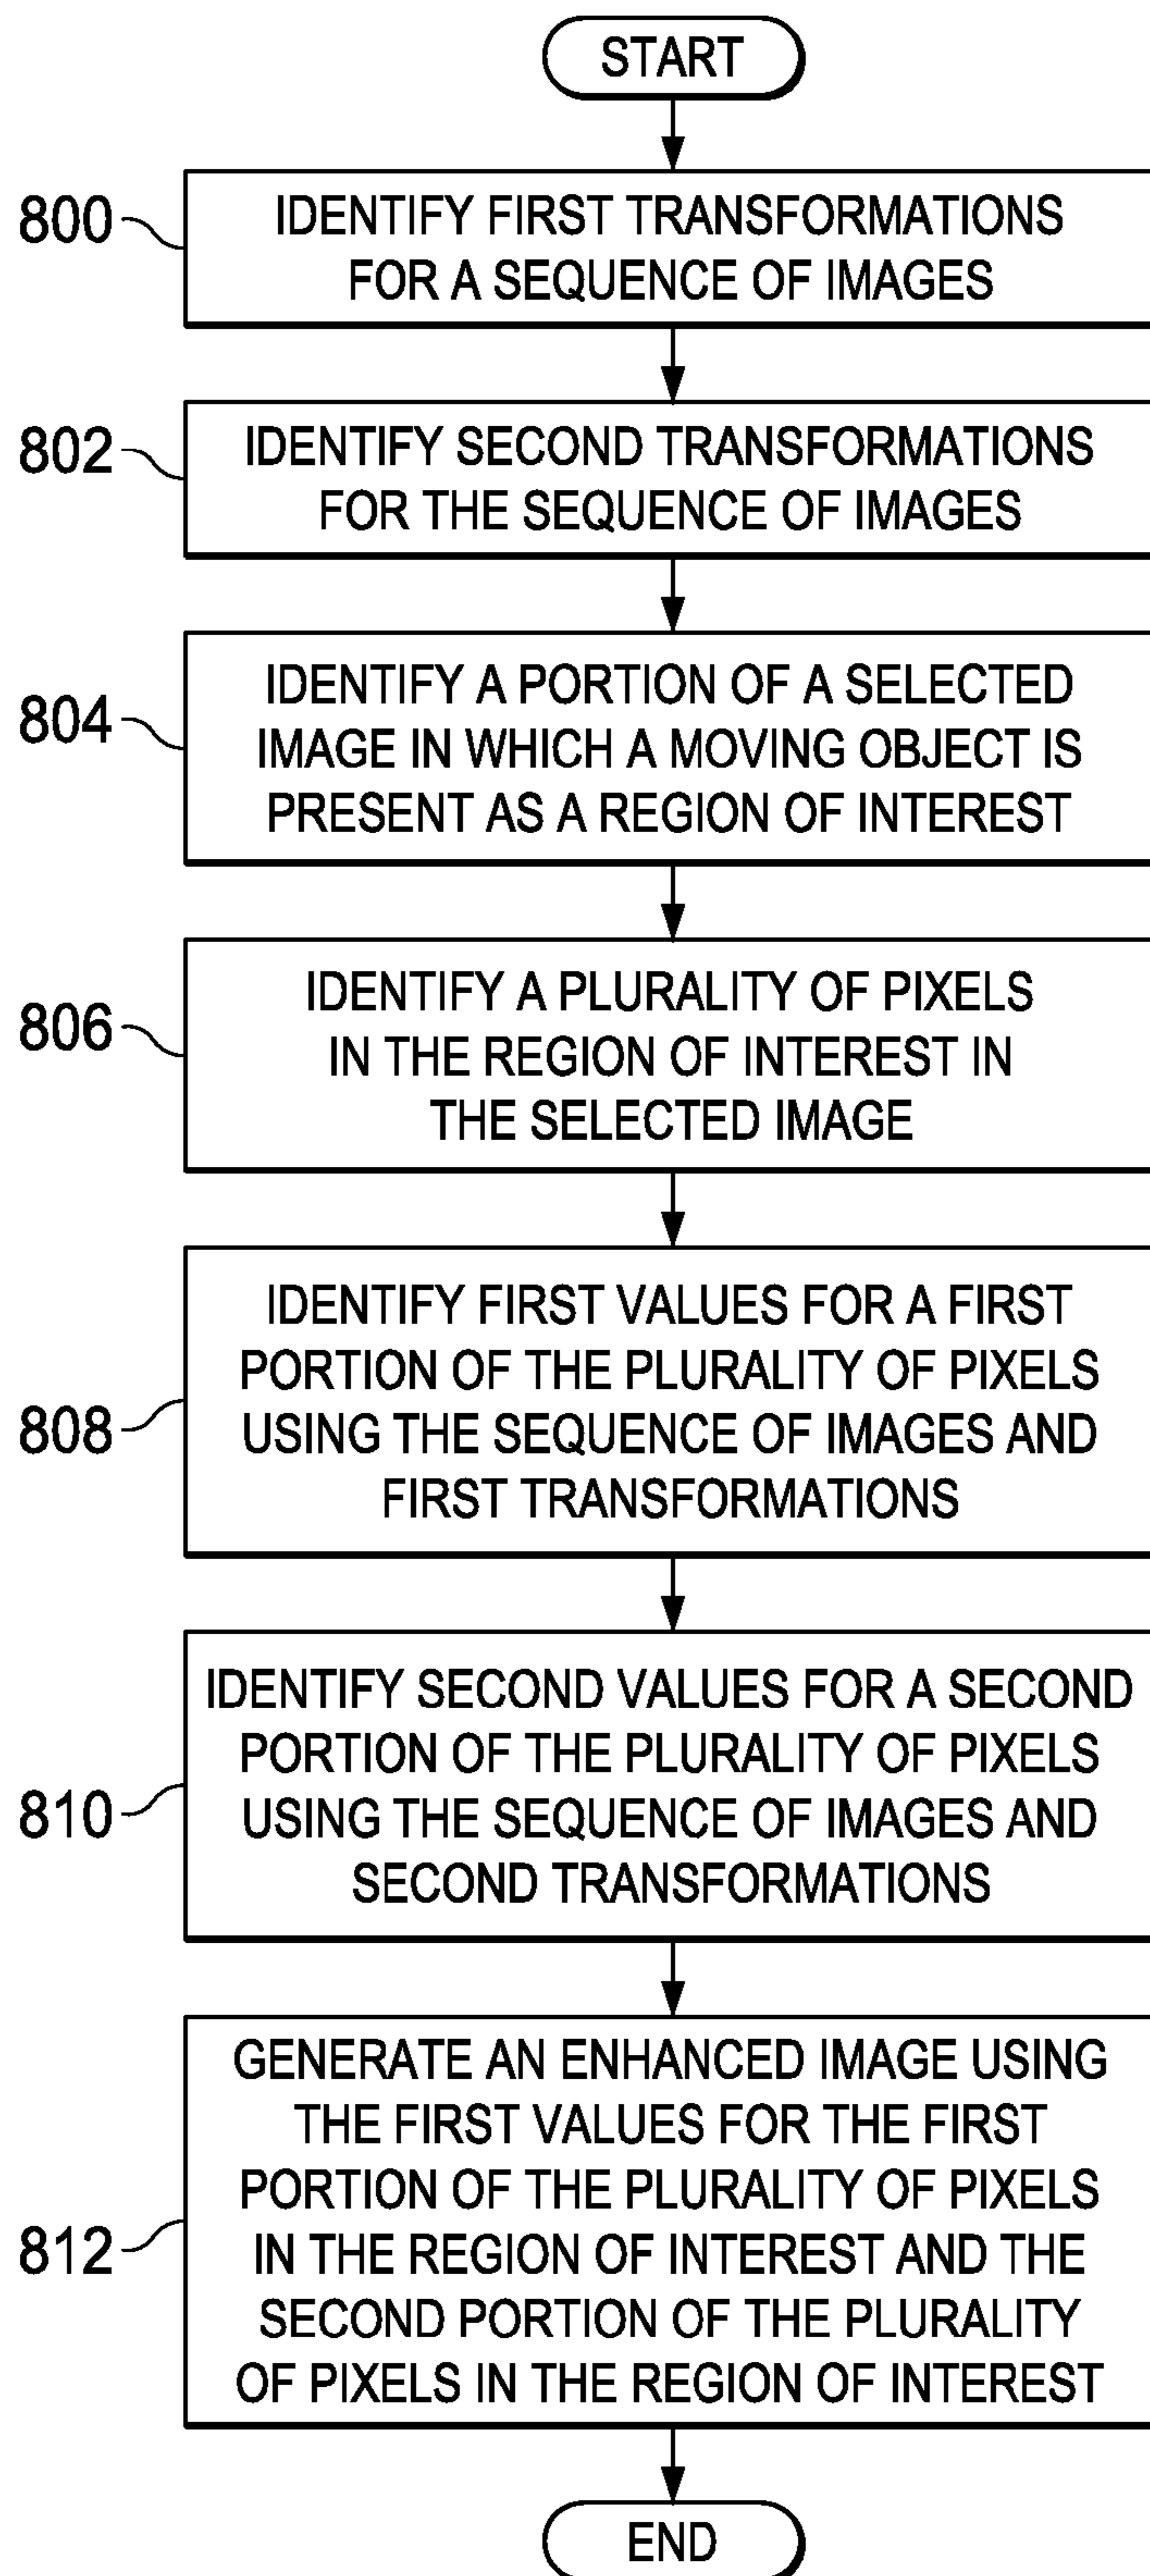 START
800
IDENTIFY FIRST TRANSFORMATIONS
FOR A SEQUENCE OF IMAGES
802
IDENTIFY SECOND TRANSFORMATIONS
FOR THE SEQUENCE OF IMAGES
804
IDENTIFY A PORTION OF A SELECTED
IMAGE IN WHICH A MOVING OBJECT IS
PRESENT AS A REGION OF INTEREST
806
IDENTIFY A PLURALITY OF PIXELS
IN THE REGION OF INTEREST IN
THE SELECTED IMAGE
808
IDENTIFY FIRST VALUES FOR A FIRST
PORTION OF THE PLURALITY OF PIXELS
USING THE SEQUENCE OF IMAGES AND
FIRST TRANSFORMATIONS
810
IDENTIFY SECOND VALUES FOR A SECOND
PORTION OF THE PLURALITY OF PIXELS
USING THE SEQUENCE OF IMAGES AND
SECOND TRANSFORMATIONS
812
GENERATE AN ENHANCED IMAGE USING
THE FIRST VALUES FOR THE FIRST
PORTION OF THE PLURALITY OF PIXELS
IN THE REGION OF INTEREST AND THE
SECOND PORTION OF THE PLURALITY
OF PIXELS IN THE REGION OF INTEREST
END